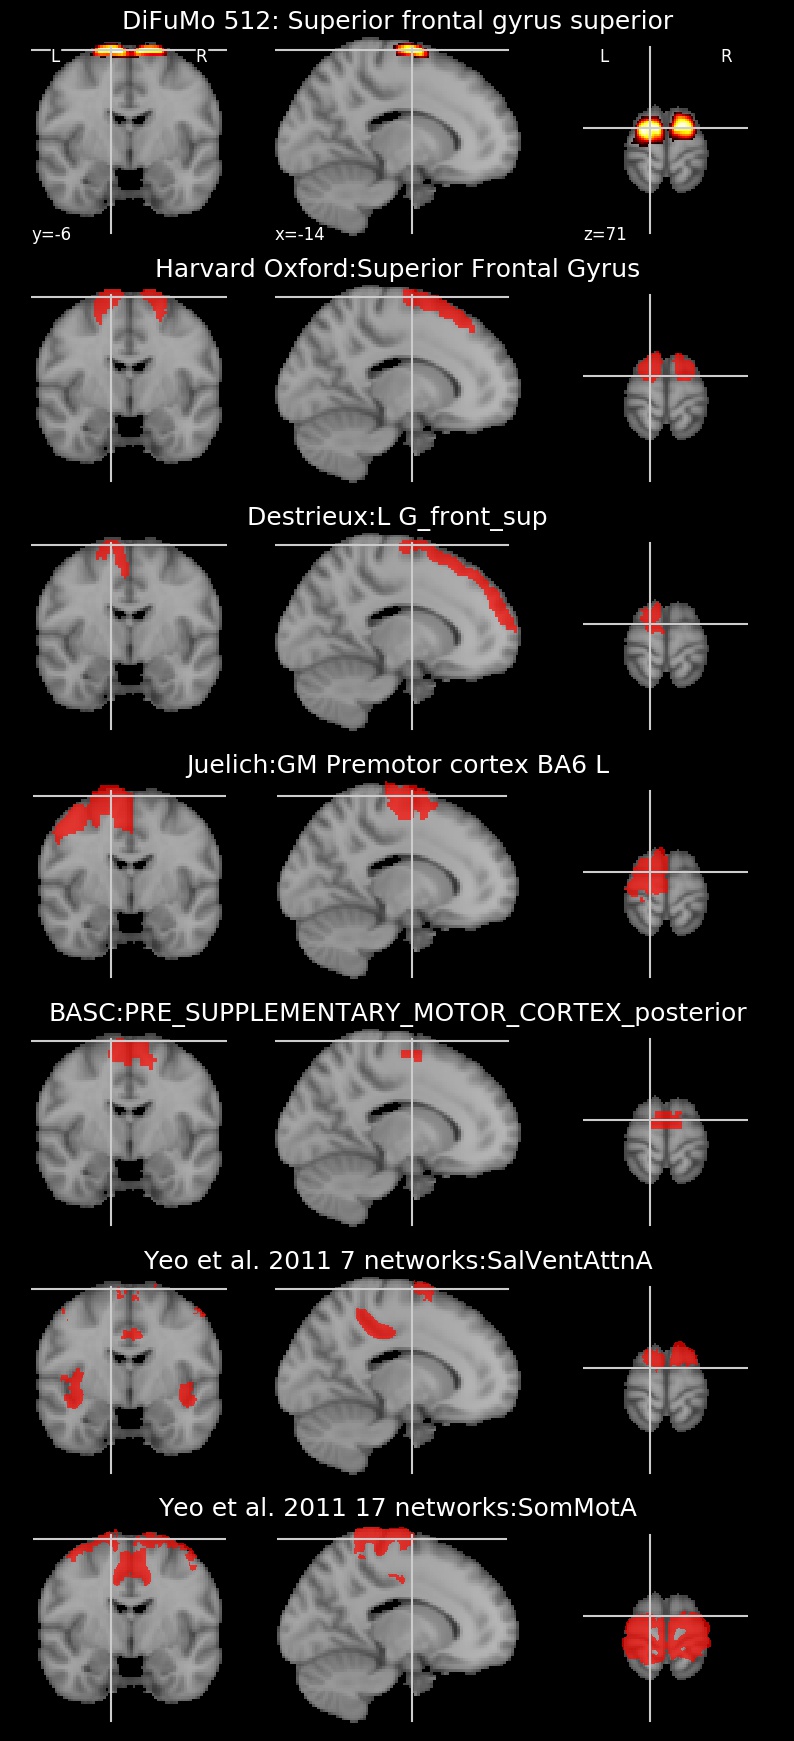 DiFuMo 512: Superior frontal gyrus superior
L R
L R
y=-6
x=-14
z=71
Harvard Oxford:Superior Frontal Gyrus
Destrieux:L G_front_sup
Juelich:GM Premotor cortex BA6 L
BASC:PRE_SUPPLEMENTARY_MOTOR_CORTEX_posterior
Yeo et al. 2011 7 networks:SalVentAttnA
Yeo et al. 2011 17 networks:SomMotA